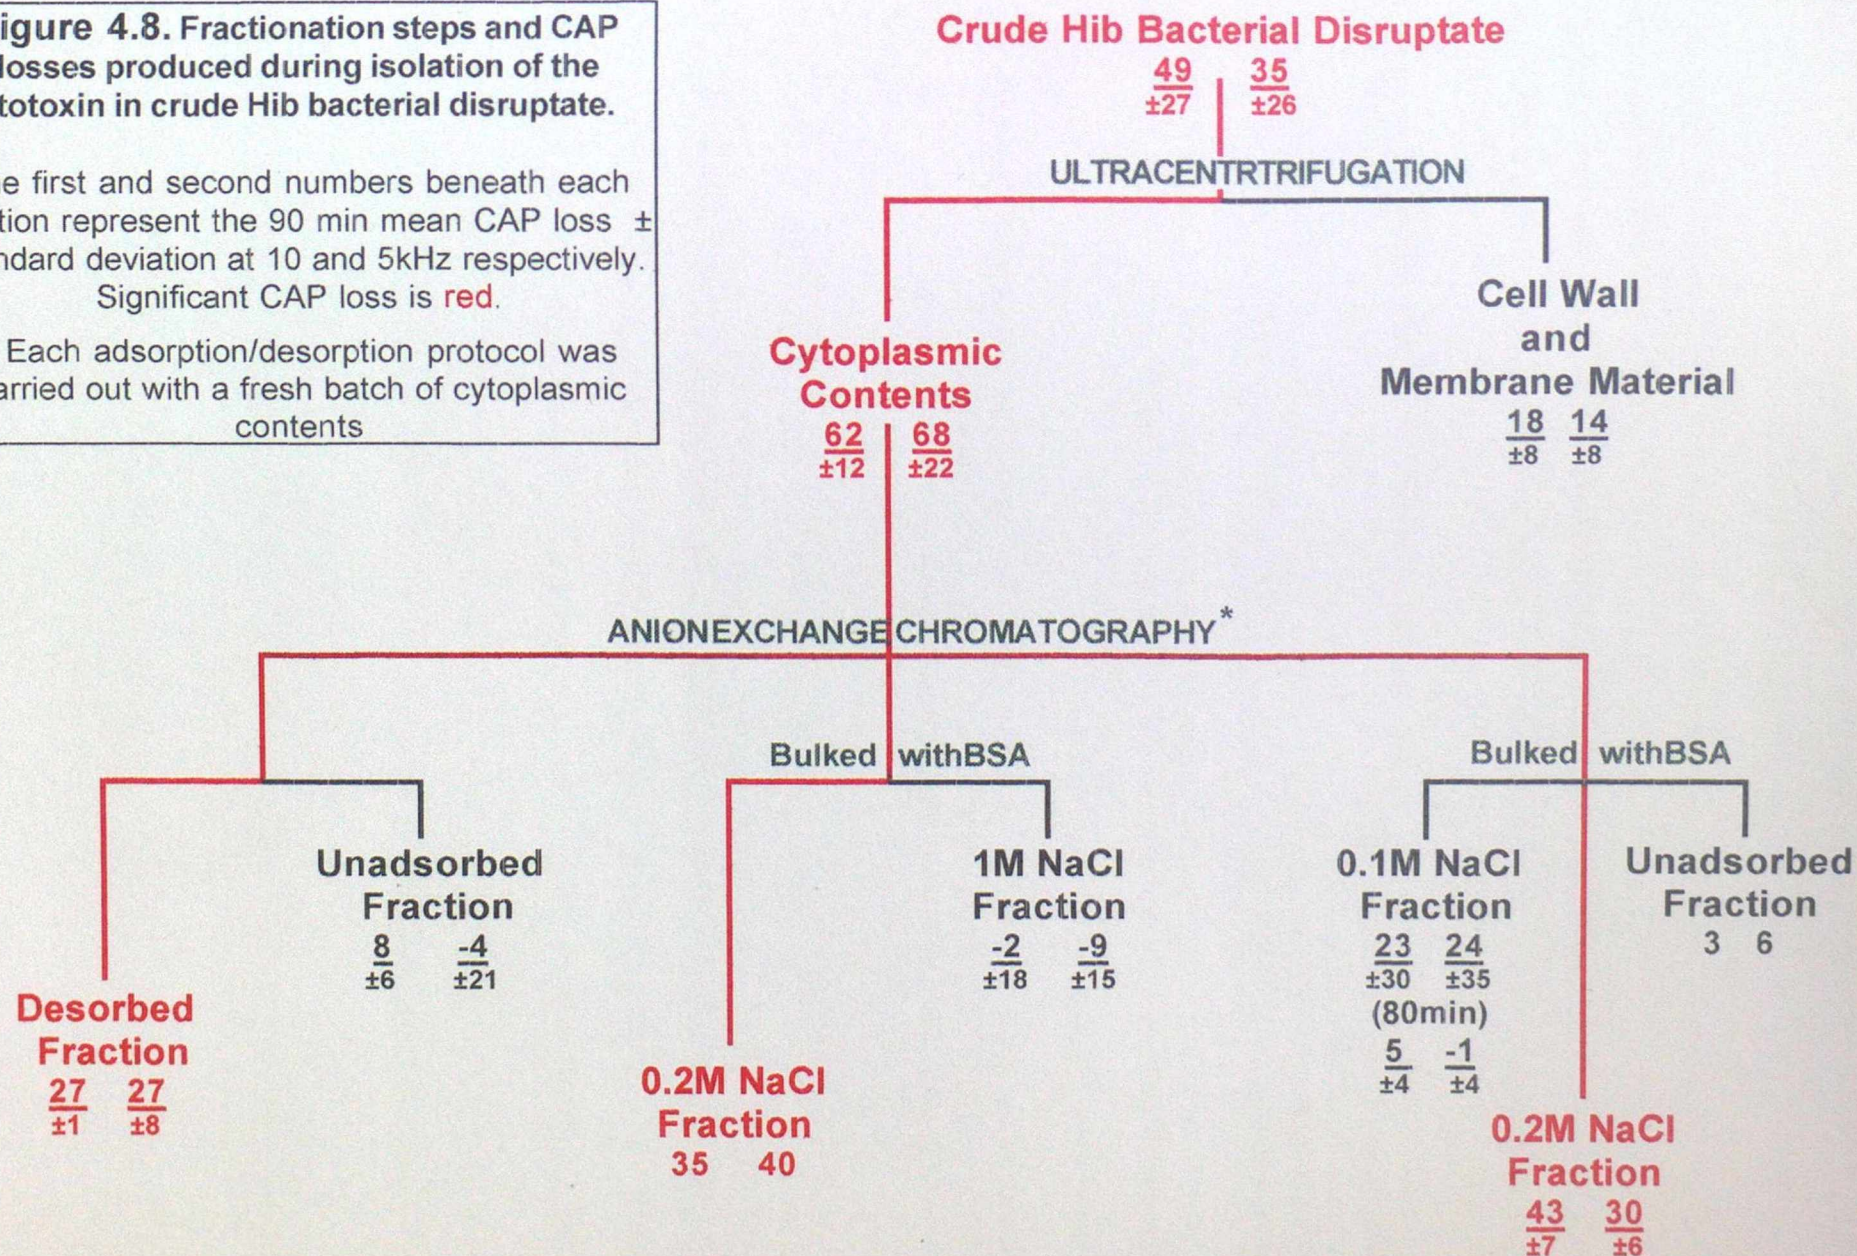 igure 4.8. Fractionation steps and CAP
losses produced during isolation of the
totoxin in crude Hib bacterial disruptate.
e first and second numbers beneath each
tion represent the 90 min mean CAP loss ±
ndard deviation at 10 and 5kHz respectively.
Significant CAP loss is red.
Each adsorption/desorption protocol was
arried out with a fresh batch of cytoplasmic
contents
Crude Hib Bacterial Disruptate
49 35
±27 ±26
ULTRACENTRTRIFUGATION
Cytoplasmic
Contents
62 68
±12 ±22
Cell Wall
and
Membrane Material
18 14
±8 ±8
ANION EXCHANGE CHROMATOGRAPHY*
Desorbed
Fraction
27 27
±1 ±8
Unadsorbed
Fraction
8 -4
±6 ±21
Bulked withBSA
0.2M NaCl
Fraction
35 40
1M NaCl
Fraction
-2 -9
±18 ±15
Bulked withBSA
0.1M NaCl
Fraction
23 24
±30 ±35
(80min)
5 -1
±4 ±4
0.2M NaCl
Fraction
43 30
±7 ±6
Unadsorbed
Fraction
3 6